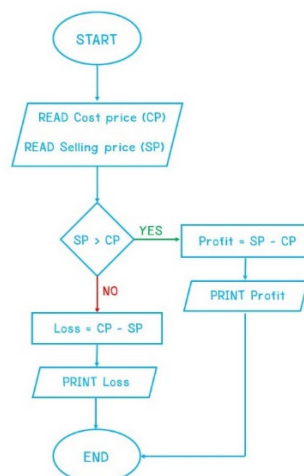 START
READ Cost price (CP)
READ Selling price (SP)
SP > CP
YES
Profit = SP - CP
PRINT Profit
NO
Loss = CP - SP
PRINT Loss
END